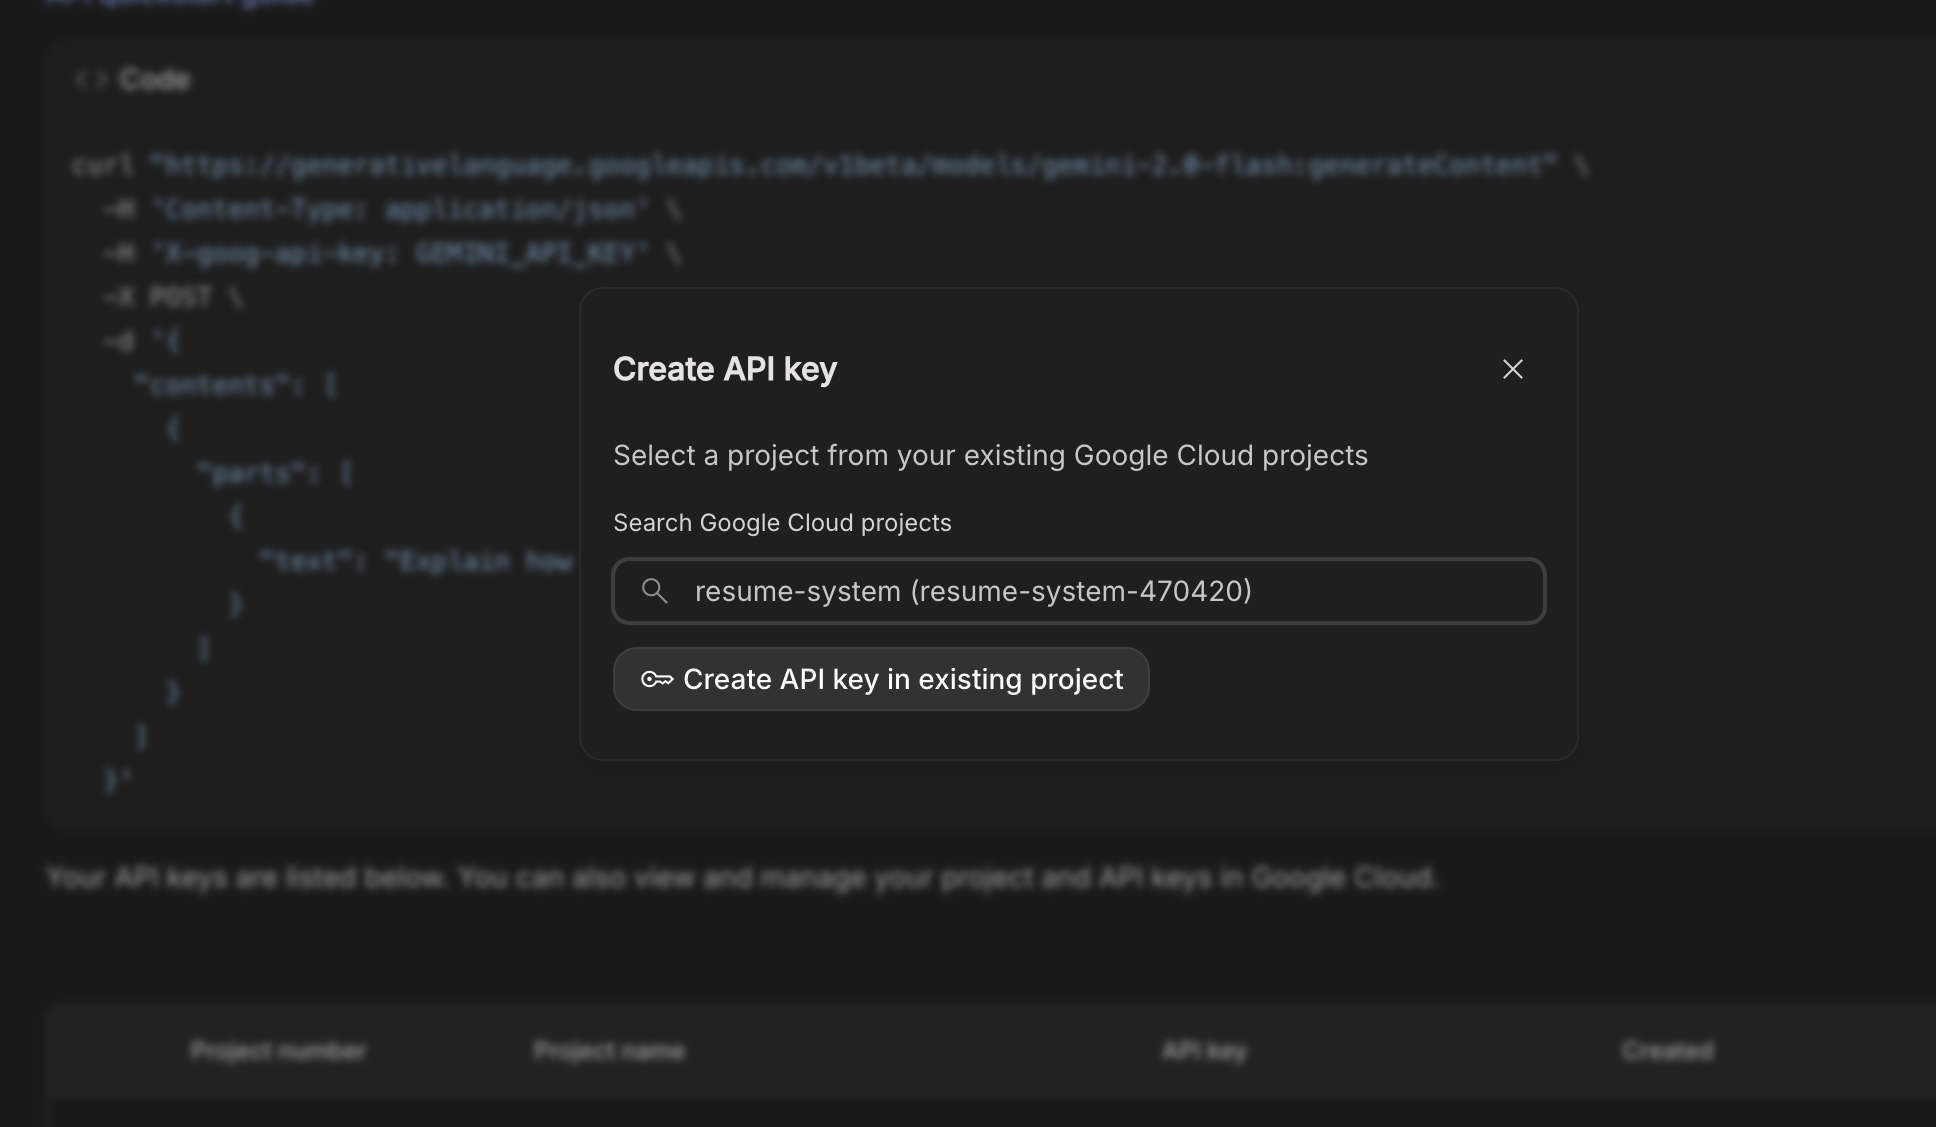 API quickstart guide
<> Code
curl "https://generativelanguage.googleapis.com/v1beta/models/gemini-2.0-flash:generateContent" \
-H 'Content-Type: application/json' \
-H 'X-goog-api-key: GEMINI_API_KEY' \
-X POST \
-d '{
"contents": [
{
"parts": [
{
"text": "Explain how
}
]
}
]
}'
Create API key
Select a project from your existing Google Cloud projects
Search Google Cloud projects
resume-system (resume-system-470420)
Create API key in existing project
Your API keys are listed below. You can also view and manage your project and API keys in Google Cloud.
Project number Project name API key Created